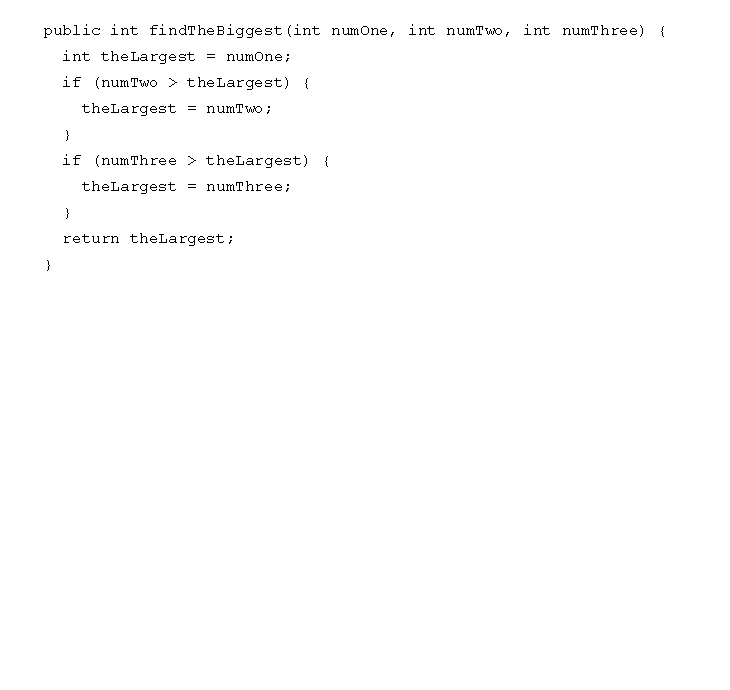 public int findTheBiggest(int numOne, int numTwo, int numThree) {
  int theLargest = numOne;
  if (numTwo > theLargest) {
    theLargest = numTwo;
  }
  if (numThree > theLargest) {
    theLargest = numThree;
  }
  return theLargest;
}